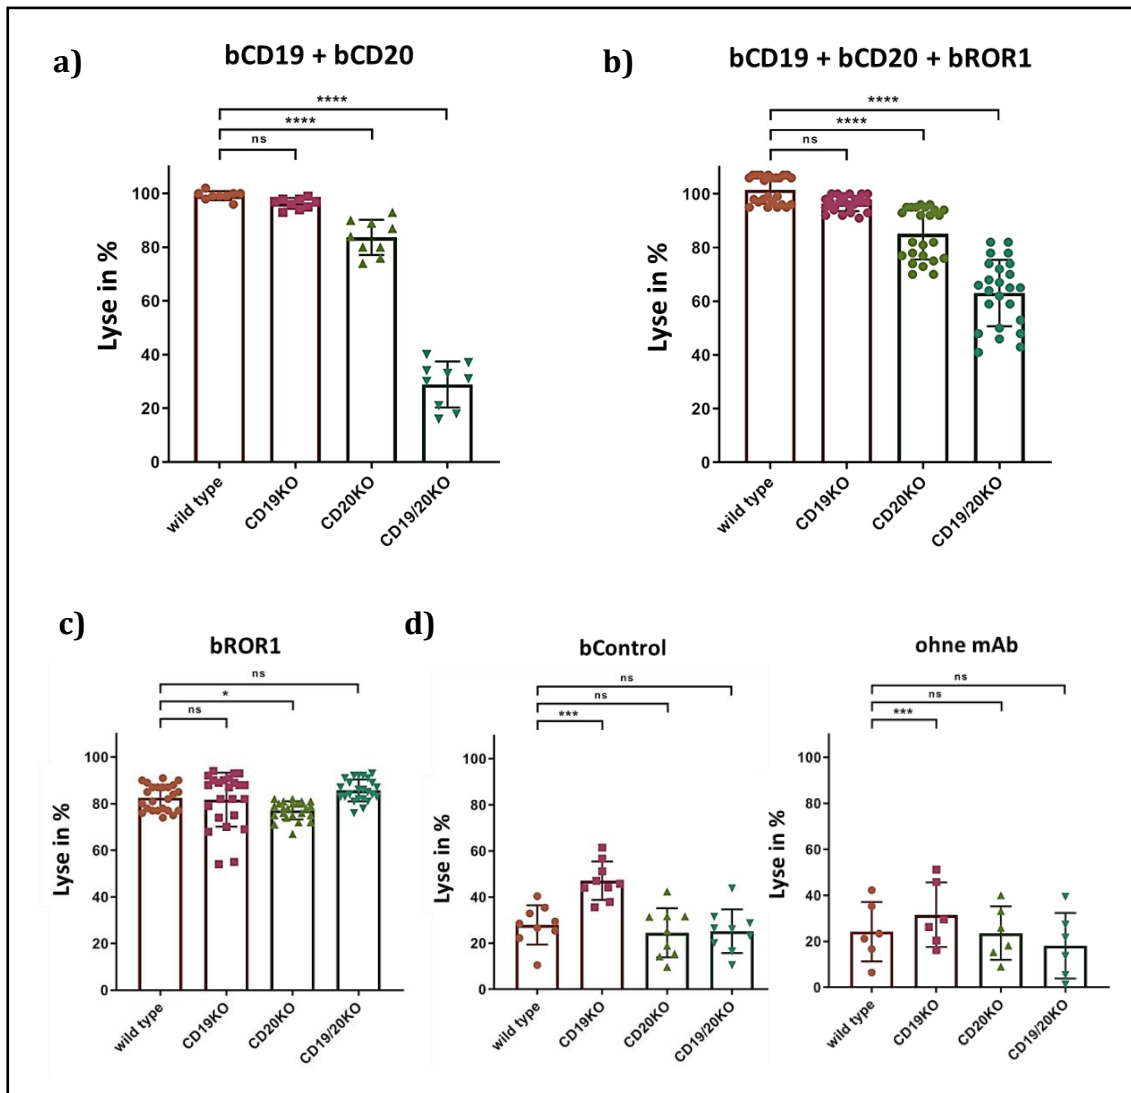 a)
bCD19 + bCD20
****
****
ns
Lyse in %
100
80
60
40
20
0
wild type
CD19KO
CD20KO
CD19/20KO
b)
bCD19 + bCD20 + bROR1
****
****
ns
Lyse in %
100
80
60
40
20
0
wild type
CD19KO
CD20KO
CD19/20KO
c)
bROR1
ns
*
ns
Lyse in %
100
80
60
40
20
0
wild type
CD19KO
CD20KO
CD19/20KO
d)
bControl
ns
ns
***
Lyse in %
100
80
60
40
20
0
wild type
CD19KO
CD20KO
CD19/20KO
ohne mAb
ns
ns
***
Lyse in %
100
80
60
40
20
0
wild type
CD19KO
CD20KO
CD19/20KO